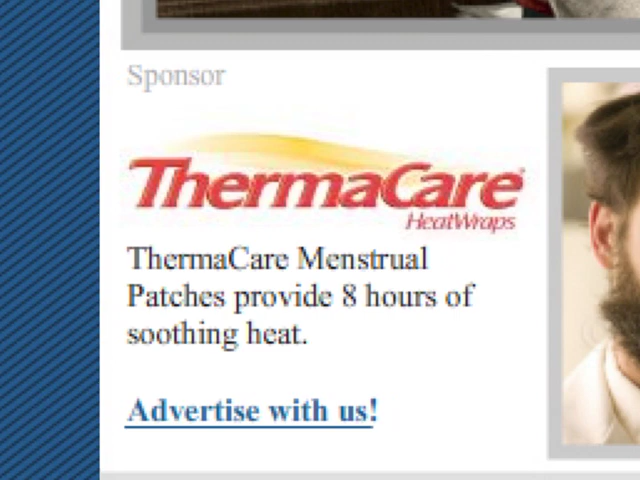 Sponsor
ThermaCare
HeatWraps
ThermaCare Menstrual
Patches provide 8 hours of
soothing heat.
Advertise with us!